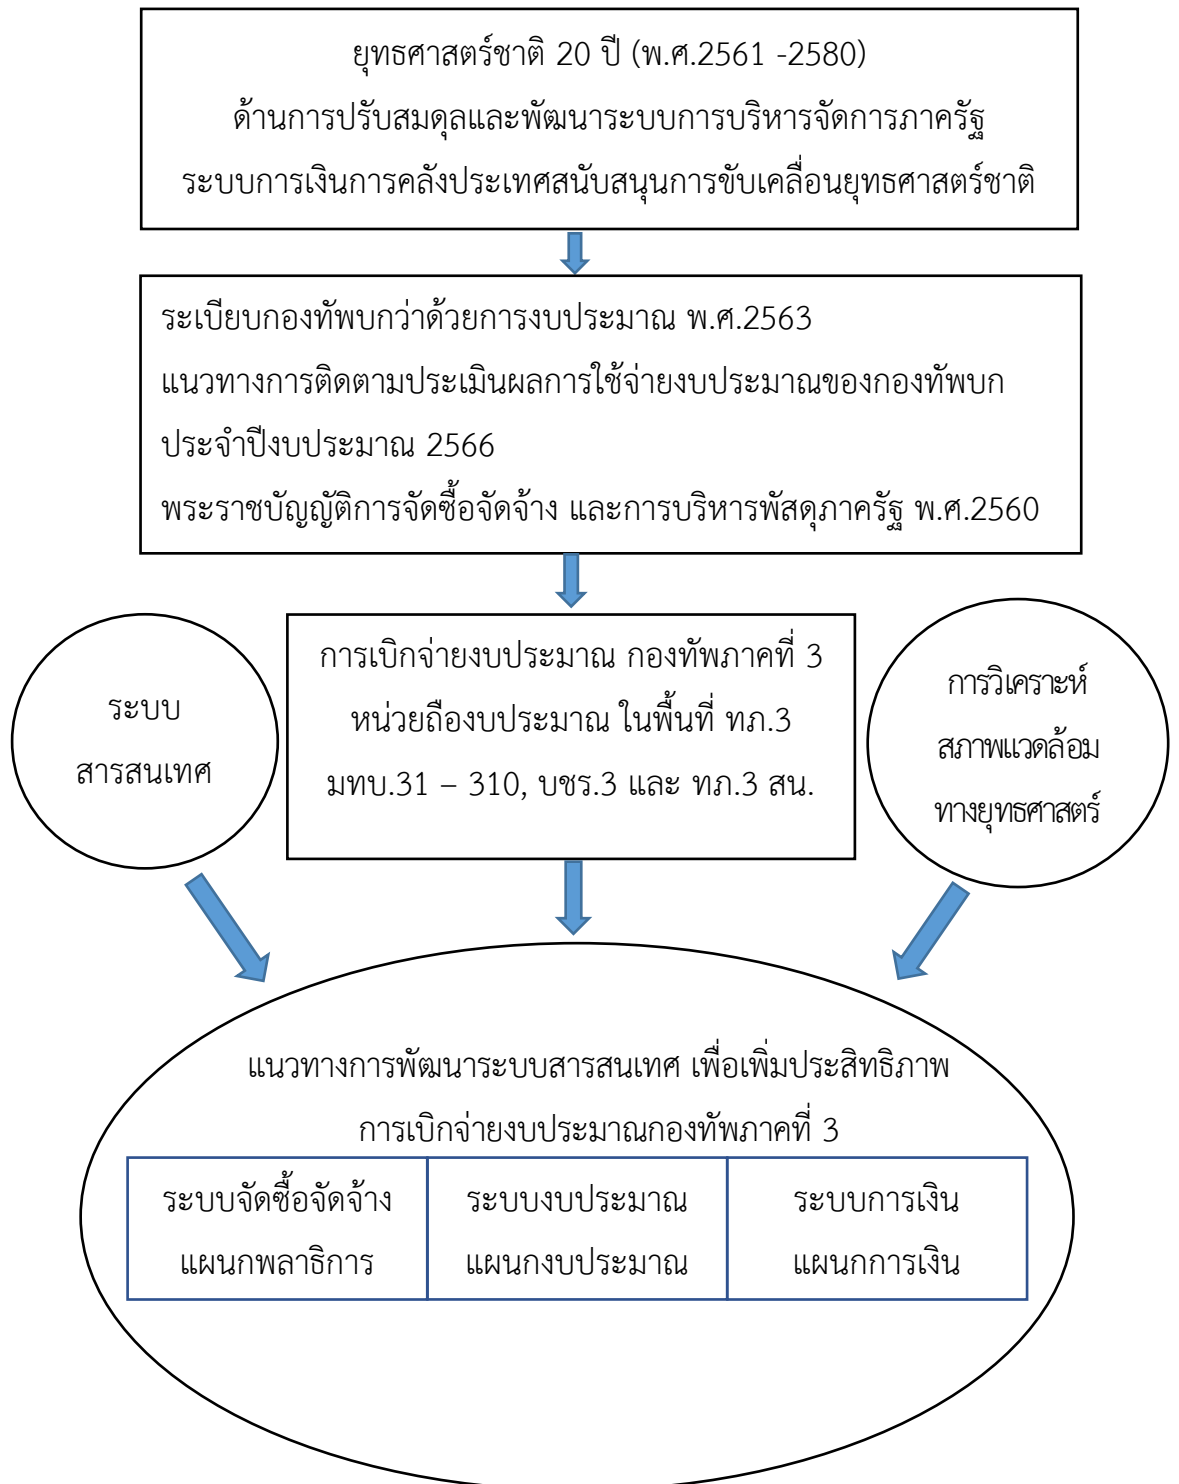 ยุทธศาสตร์ชาติ 20 ปี (พ.ศ.2561 -2580)
ด้านการปรับสมดุลและพัฒนาระบบการบริหารจัดการภาครัฐ
ระบบการเงินการคลังประเทศสนับสนุนการขับเคลื่อนยุทธศาสตร์ชาติ
ระเบียบกองทัพบกว่าด้วยการงบประมาณ พ.ศ.2563
แนวทางการติดตามประเมินผลการใช้จ่ายงบประมาณของกองทัพบก
ประจำปีงบประมาณ 2566
พระราชบัญญัติการจัดซื้อจัดจ้าง และการบริหารพัสดุภาครัฐ พ.ศ.2560
ระบบ
สารสนเทศ
การเบิกจ่ายงบประมาณ กองทัพภาคที่ 3
หน่วยถืองบประมาณ ในพื้นที่ ทภ.3
มทบ.31 – 310, บชร.3 และ ทภ.3 สน.
การวิเคราะห์
สภาพแวดล้อม
ทางยุทธศาสตร์
แนวทางการพัฒนาระบบสารสนเทศ เพื่อเพิ่มประสิทธิภาพ
การเบิกจ่ายงบประมาณกองทัพภาคที่ 3
ระบบจัดซื้อจัดจ้าง
แผนกพลาธิการ
ระบบงบประมาณ
แผนกงบประมาณ
ระบบการเงิน
แผนกการเงิน